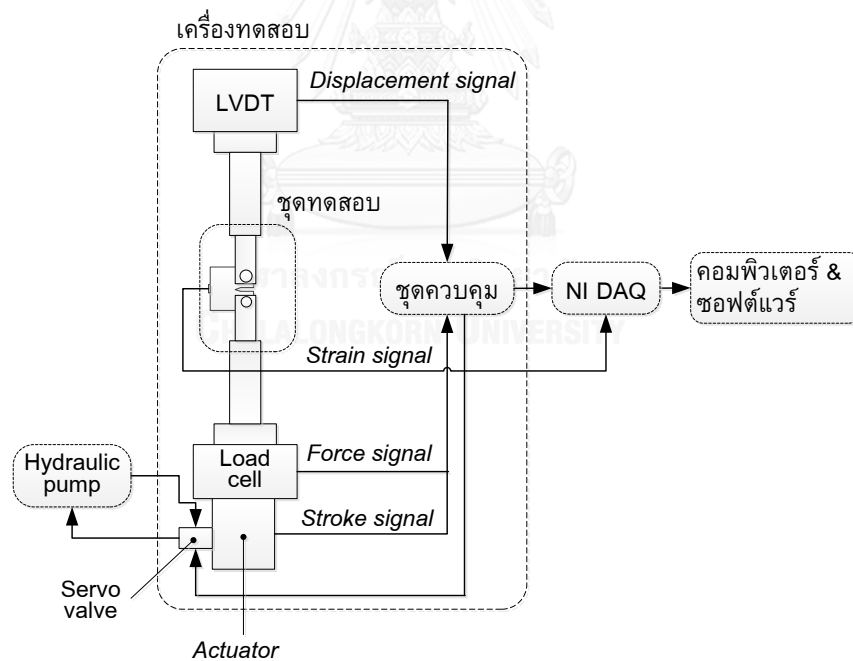 เครื่องทดสอบ
LVDT
Displacement signal
ชุดทดสอบ
ชุดควบคุม
NI DAQ
คอมพิวเตอร์ &
ซอฟต์แวร์
CHULALONGKORN UNIVERSITY
Strain signal
Hydraulic
pump
Load
cell
Force signal
Stroke signal
Servo
valve
Actuator